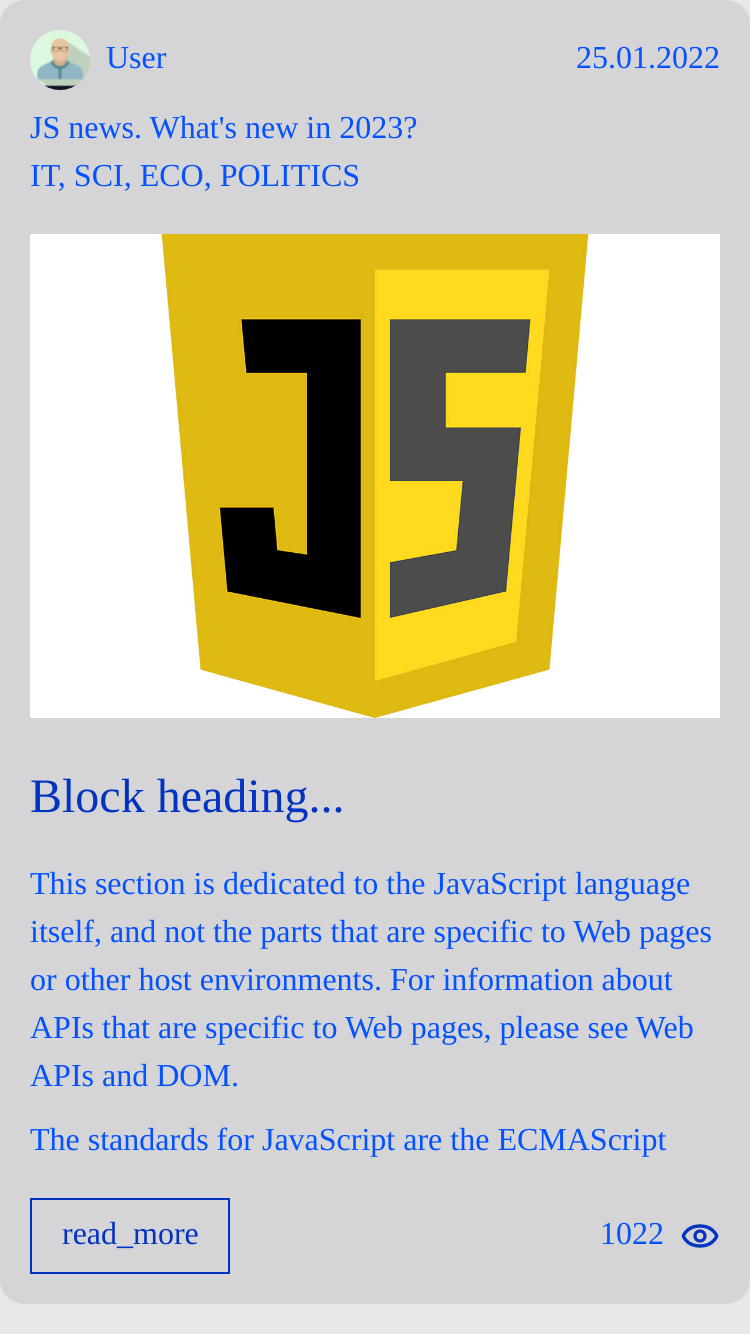 User 25.01.2022
JS news. What's new in 2023?
IT, SCI, ECO, POLITICS
JS
Block heading...
This section is dedicated to the JavaScript language
itself, and not the parts that are specific to Web pages
or other host environments. For information about
APIs that are specific to Web pages, please see Web
APIs and DOM.
The standards for JavaScript are the ECMAScript
read_more 1022